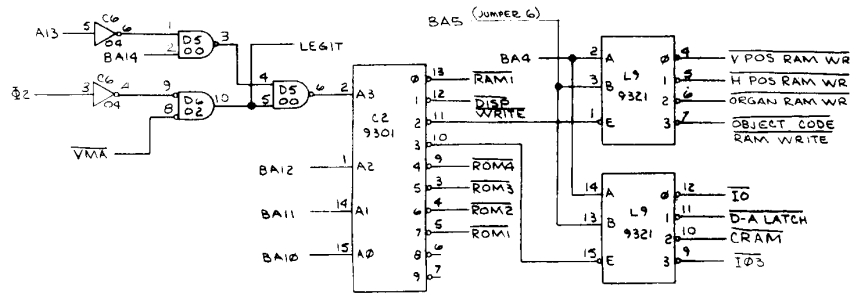 BA5 (JUMPER 6)
C6
A13 5 6 1 D5 3
04 2 00
BA14
LEGIT
BA4 2 A Ø 4 V POS RAM WR
L9 1 5 H POS RAM WR
3 B 9321 2 6 ORGAN RAM WR
1 E 3 7 OBJECT CODE
RAM WRITE
C6
Φ2 3 4 9 D6 10
04 8 02
VMA
4 D5 6 2 A3
5 00
C2
9301
Ø 13 RAM1
1 12 DISP
WRITE
2 11
3 10
BA12 1 A2 4 9 ROM4
5 3 ROM3
BA11 14 A1 6 4 ROM2
7 5 ROM1
BA1Ø 15 AØ 8 6
9 7
14 A Ø 12 IO
L9 1 11 D-A LATCH
13 B 9321 2 10 CRAM
15 E 3 9 IØ3